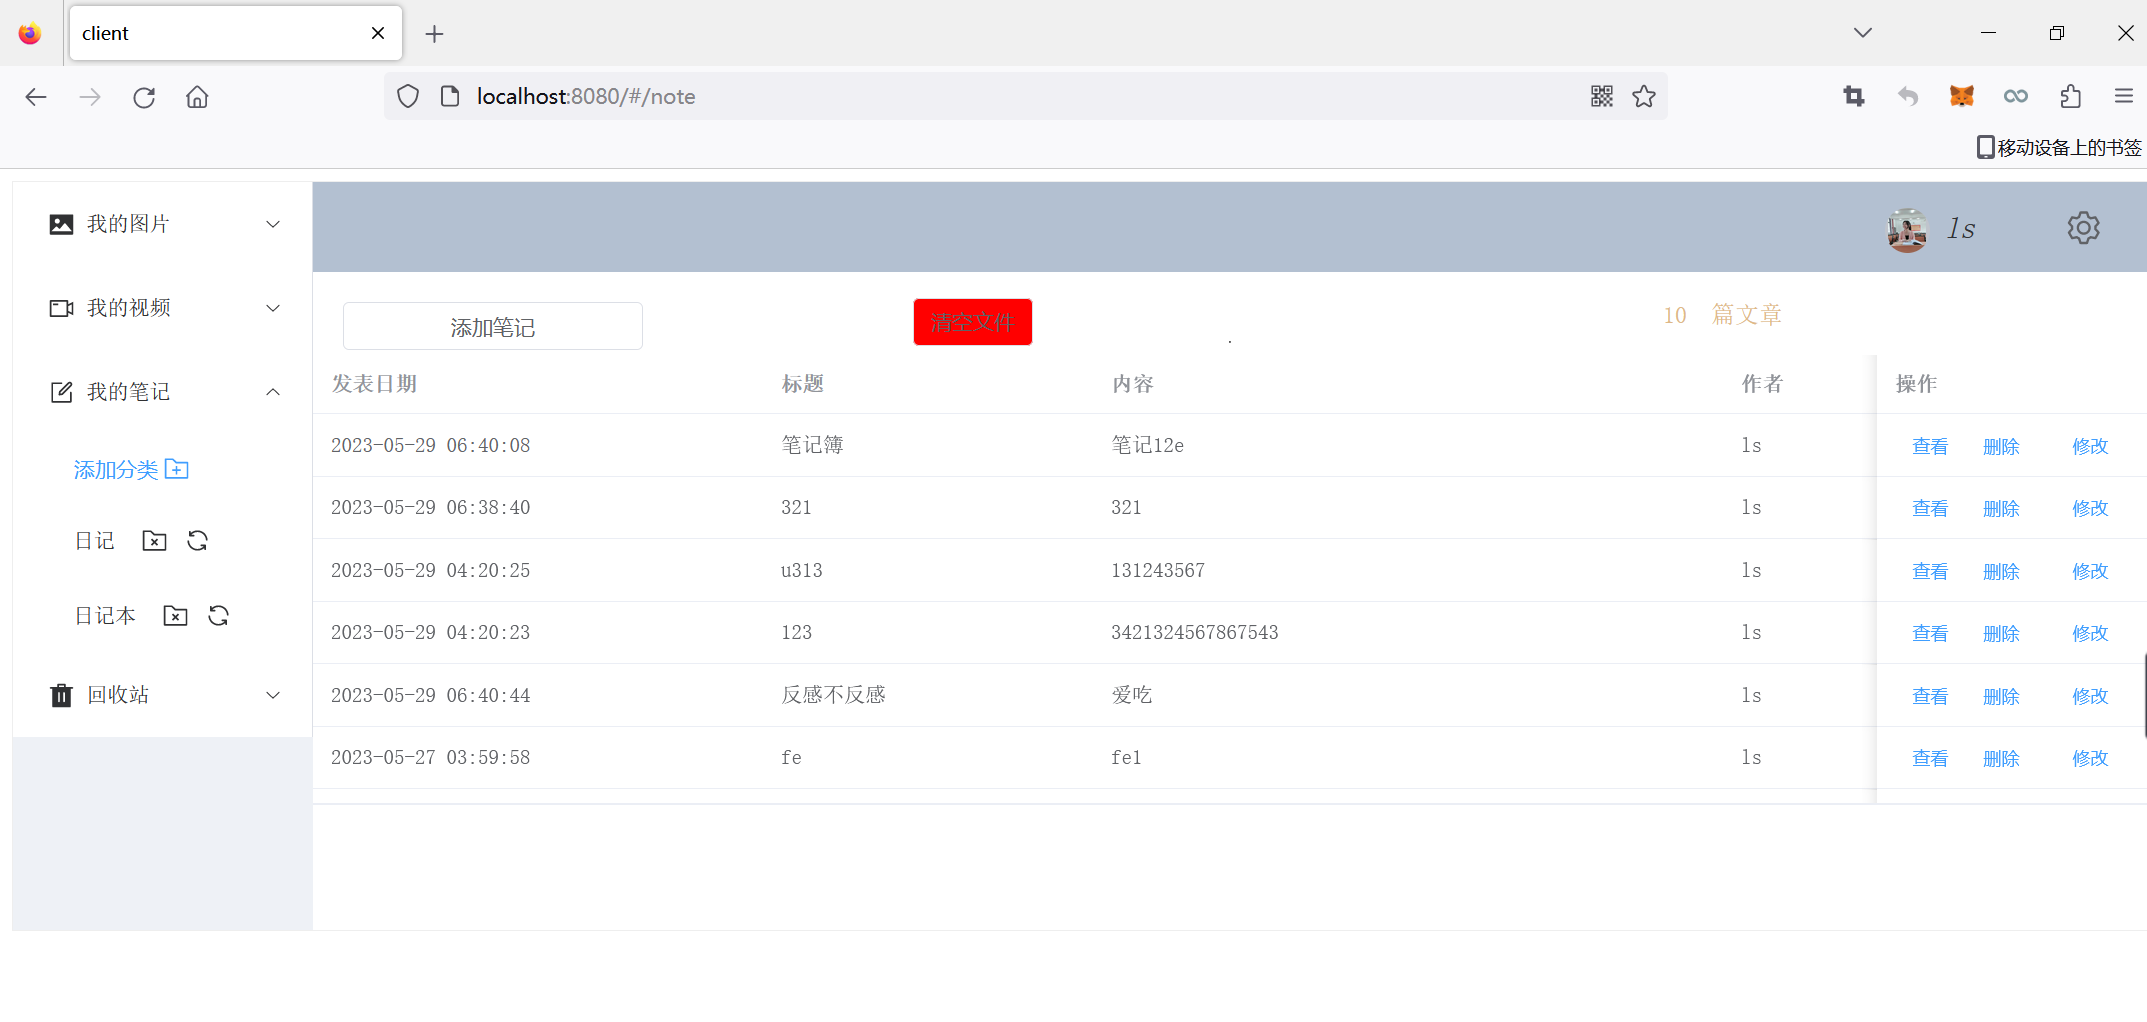 client
localhost:8080/#/note
移动设备上的书签
我的图片
我的视频
我的笔记
添加分类
日记
日记本
回收站
ls
添加笔记
清空文件
10 篇文章
发表日期 标题 内容 作者 操作
2023-05-29 06:40:08 笔记簿 笔记12e ls 查看 删除 修改
2023-05-29 06:38:40 321 321 ls 查看 删除 修改
2023-05-29 04:20:25 u313 131243567 ls 查看 删除 修改
2023-05-29 04:20:23 123 3421324567867543 ls 查看 删除 修改
2023-05-29 06:40:44 反感不反感 爱吃 ls 查看 删除 修改
2023-05-27 03:59:58 fe fe1 ls 查看 删除 修改